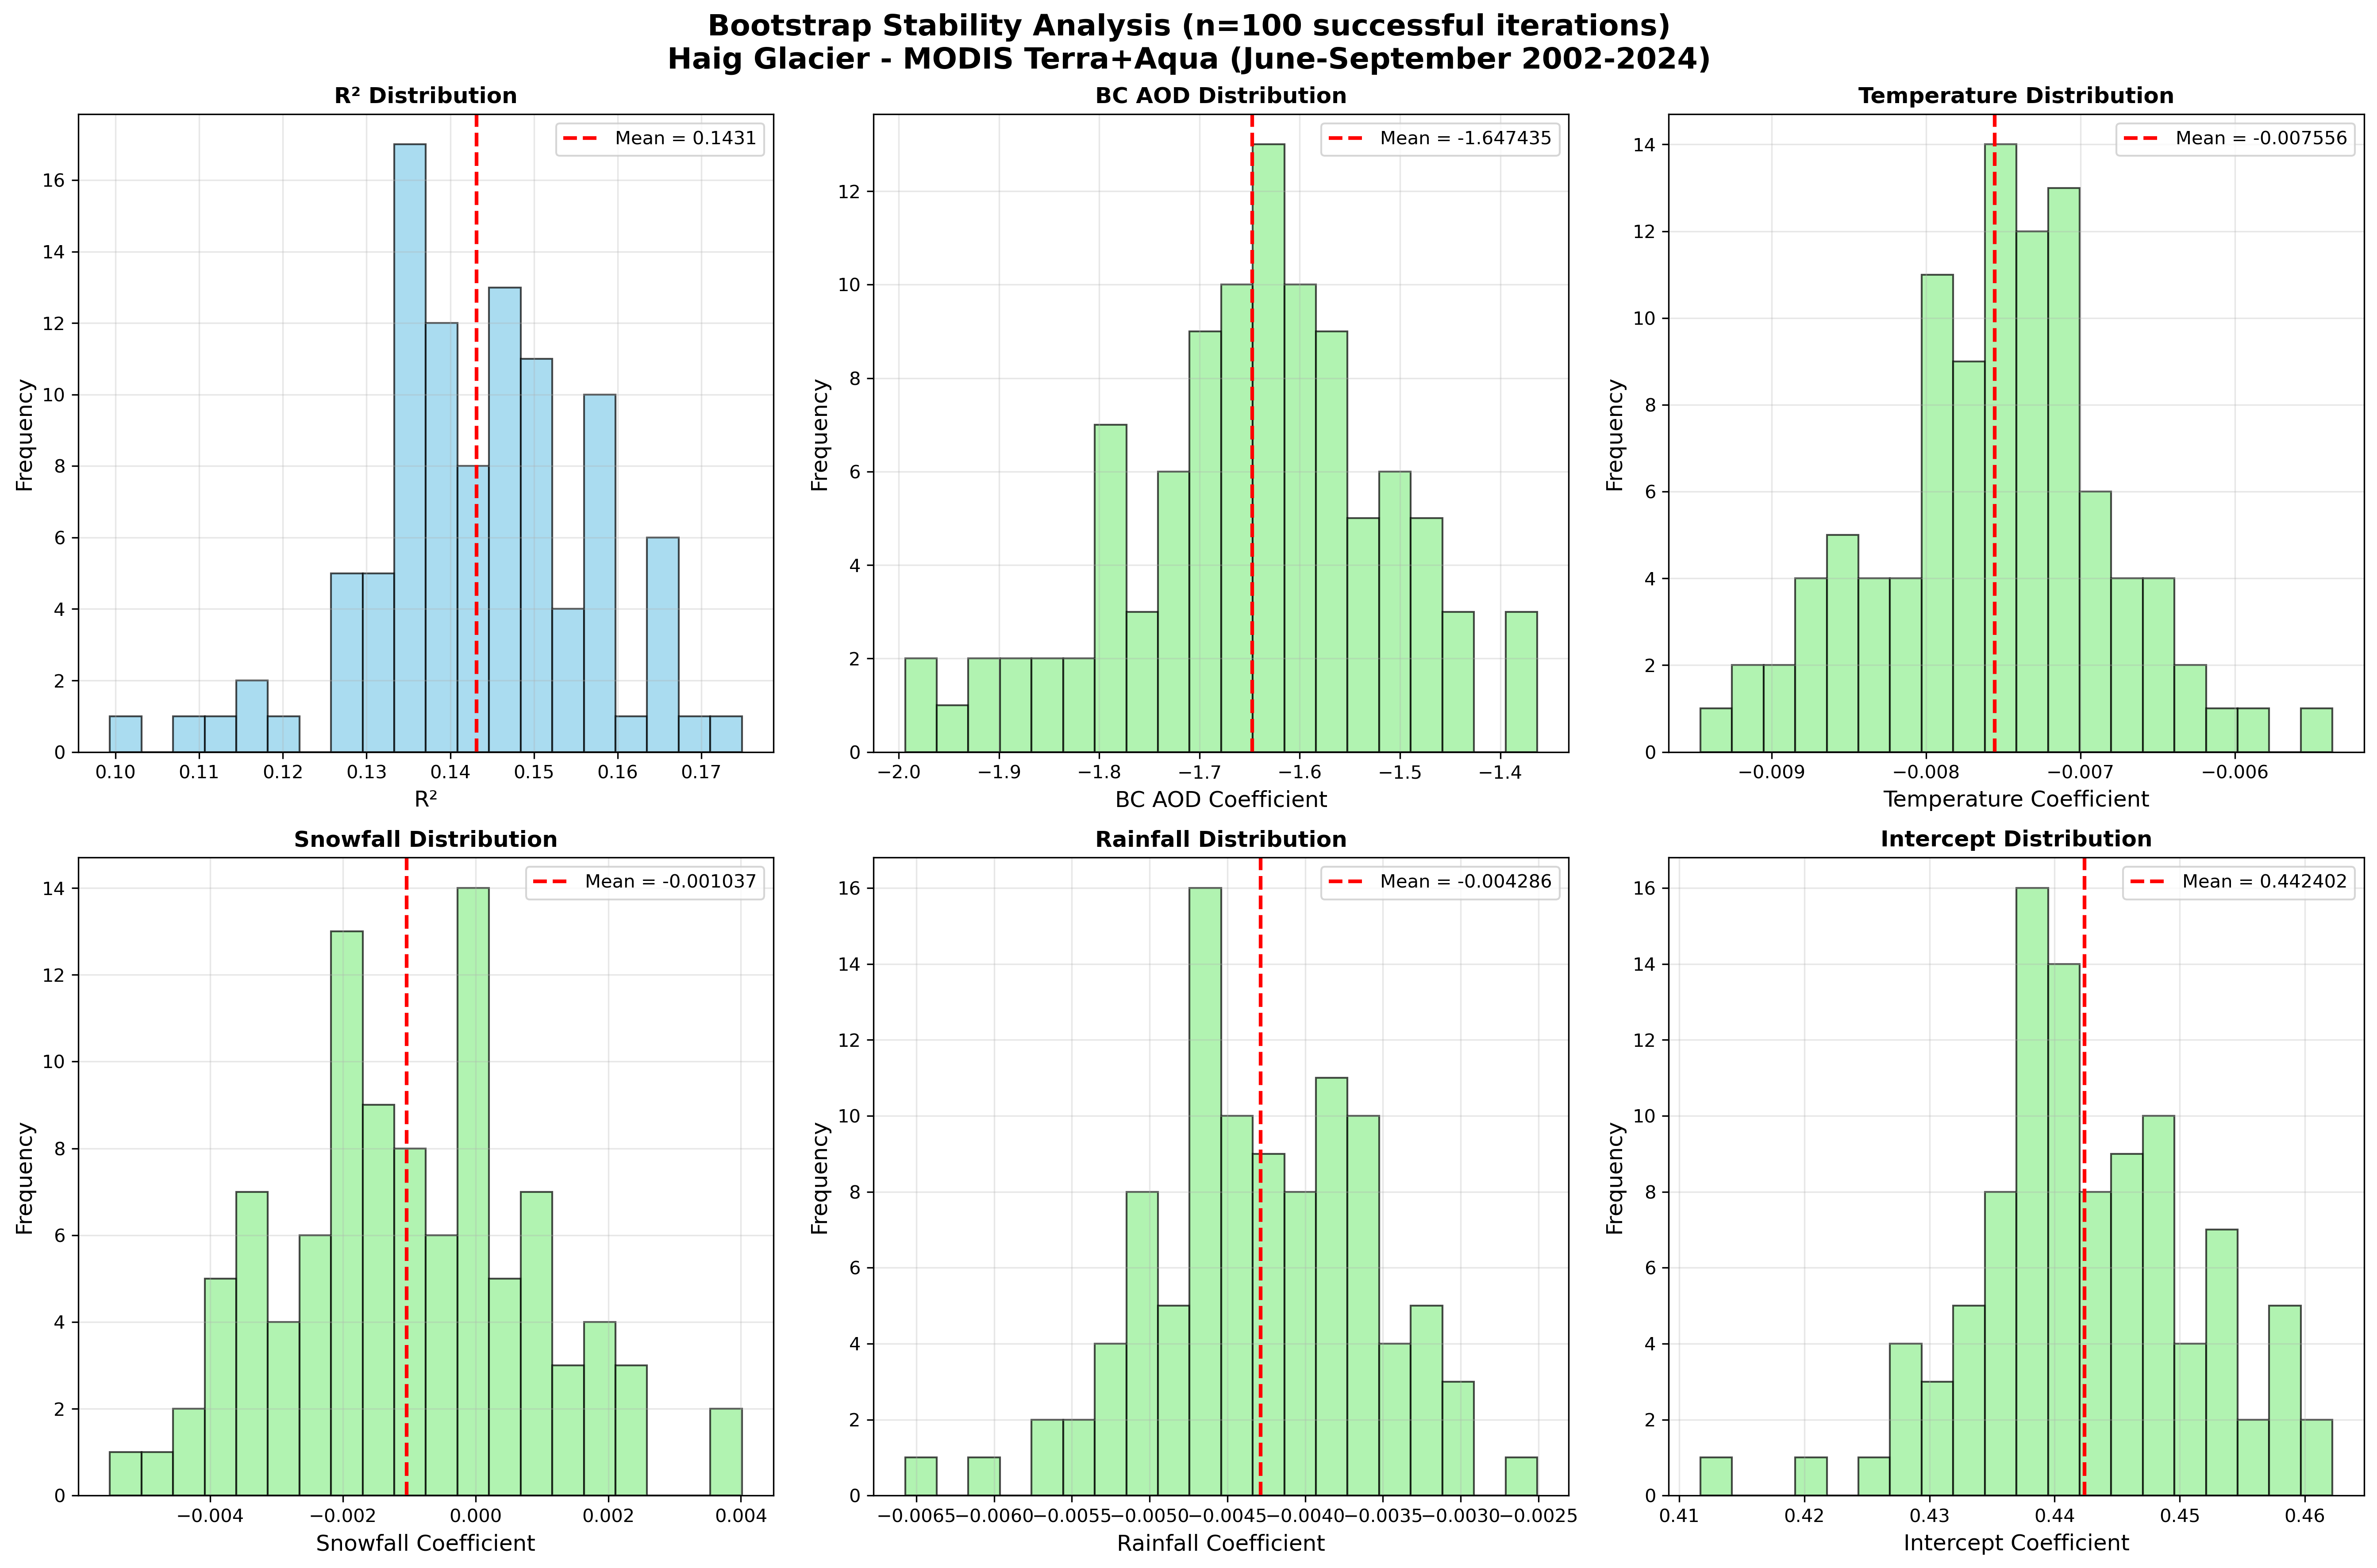 Bootstrap Stability Analysis (n=100 successful iterations)
Haig Glacier - MODIS Terra+Aqua (June-September 2002-2024)
R² Distribution
Mean = 0.1431
Frequency
16
14
12
10
8
6
4
2
0
0.10 0.11 0.12 0.13 0.14 0.15 0.16 0.17
R²
BC AOD Distribution
Mean = -1.647435
Frequency
12
10
8
6
4
2
0
−2.0 −1.9 −1.8 −1.7 −1.6 −1.5 −1.4
BC AOD Coefficient
Temperature Distribution
Mean = -0.007556
Frequency
14
12
10
8
6
4
2
0
−0.009 −0.008 −0.007 −0.006
Temperature Coefficient
Snowfall Distribution
Mean = -0.001037
Frequency
14
12
10
8
6
4
2
0
−0.004 −0.002 0.000 0.002 0.004
Snowfall Coefficient
Rainfall Distribution
Mean = -0.004286
Frequency
16
14
12
10
8
6
4
2
0
−0.0065 −0.0060 −0.0055 −0.0050 −0.0045 −0.0040 −0.0035 −0.0030 −0.0025
Rainfall Coefficient
Intercept Distribution
Mean = 0.442402
Frequency
16
14
12
10
8
6
4
2
0
0.41 0.42 0.43 0.44 0.45 0.46
Intercept Coefficient